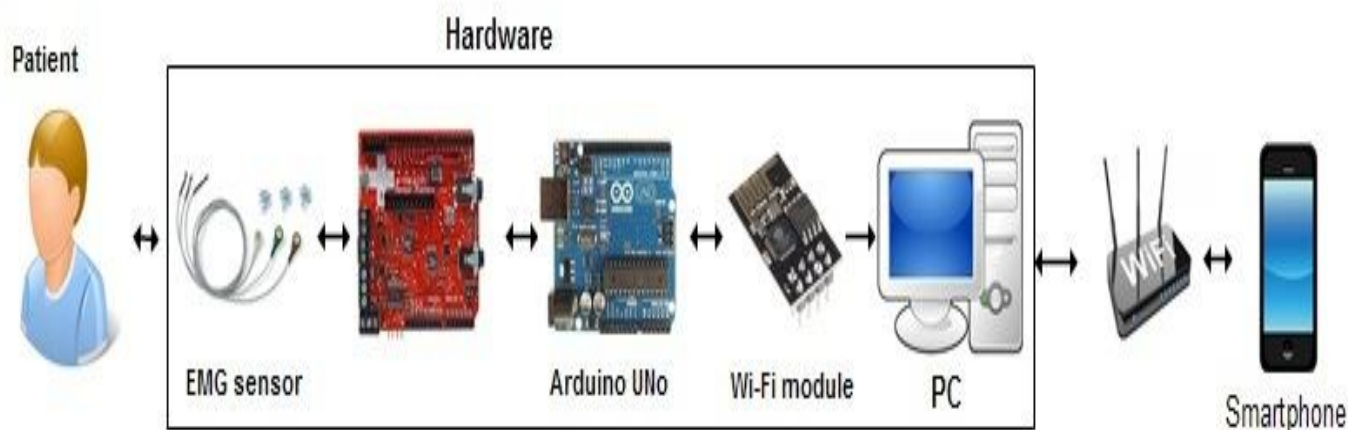 Hardware
Patient
EMG sensor
Arduino UNo
Wi-Fi module
PC
WIFI
Smartphone